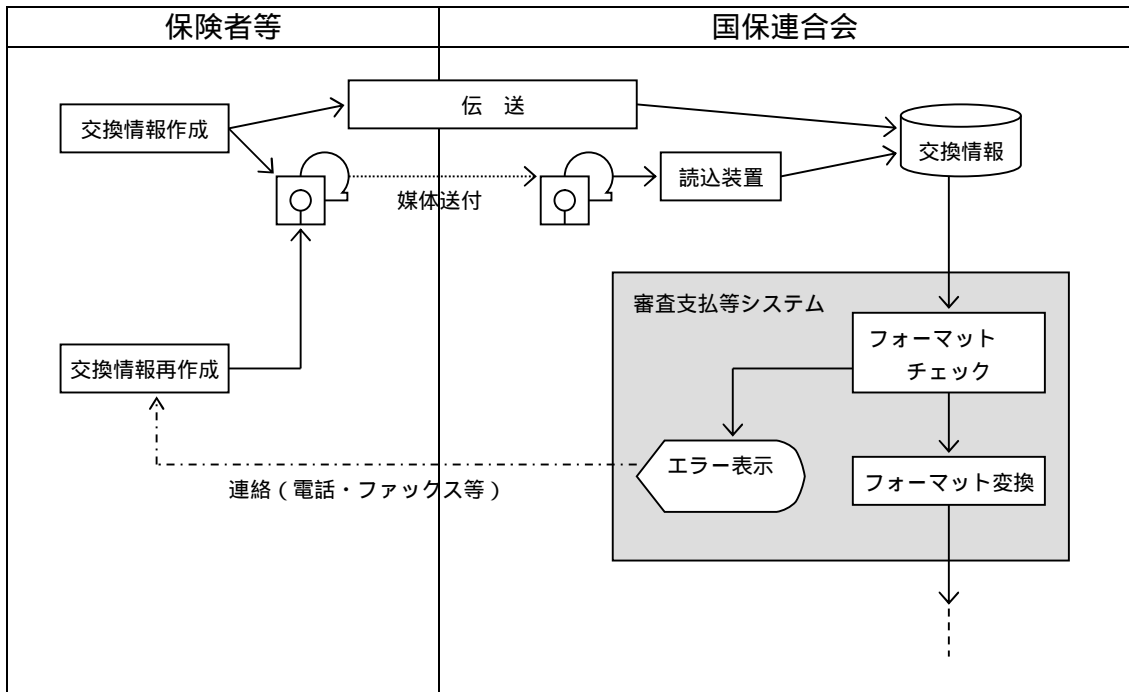 保険者等
国保連合会
伝　送
交換情報作成
交換情報
読込装置
媒体送付
審査支払等システム
フォーマット
チェック
交換情報再作成
エラー表示
フォーマット変換
連絡（電話・ファックス等）